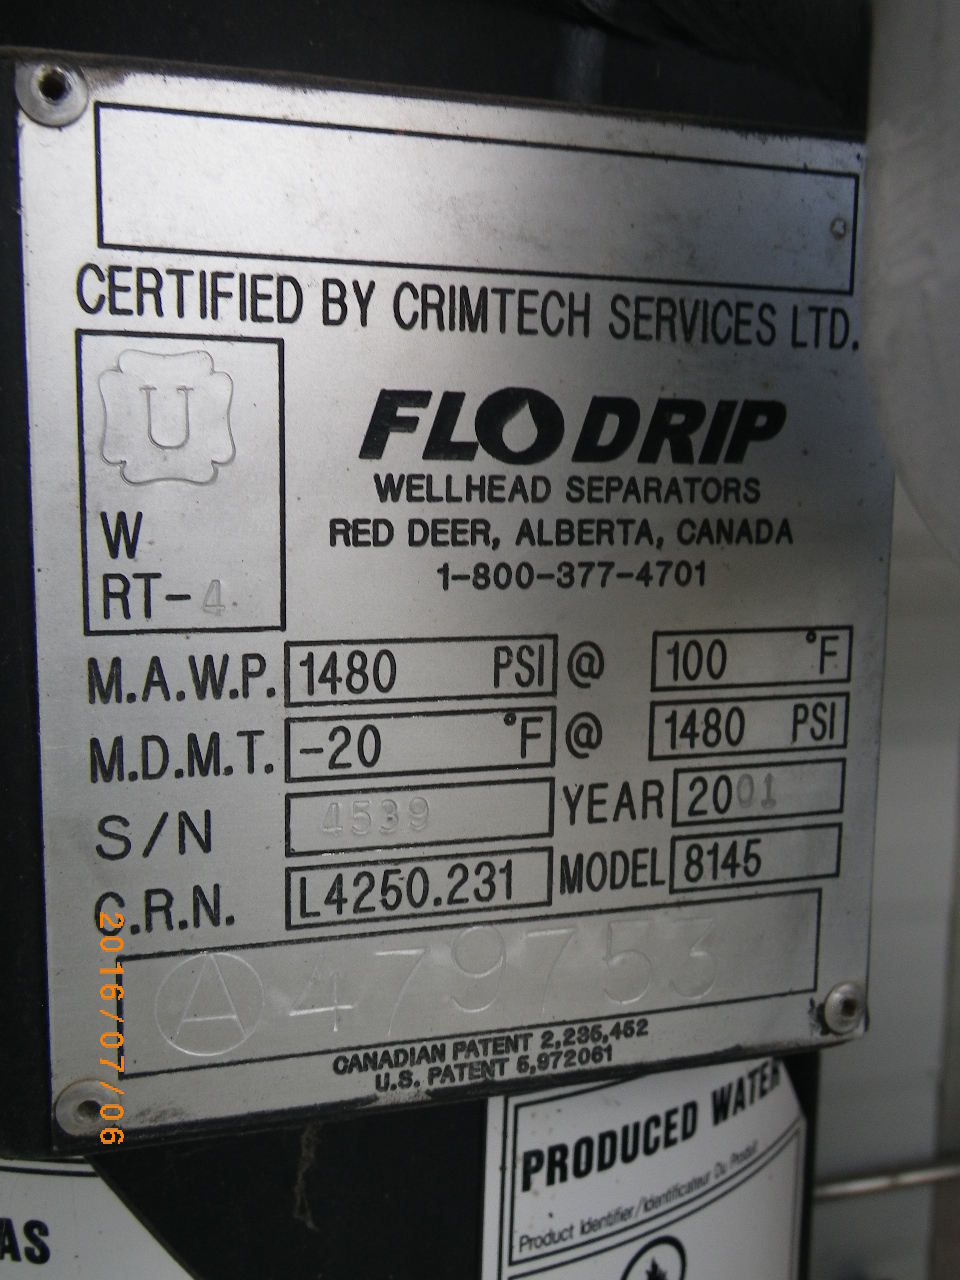 CERTIFIED BY CRIMTECH SERVICES LTD.
U
W
RT-4
FLODRIP
WELLHEAD SEPARATORS
RED DEER, ALBERTA, CANADA
1-800-377-4701
M.A.W.P. 1480 PSI @ 100 °F
M.D.M.T. -20 °F @ 1480 PSI
S/N 4539 YEAR 2001
C.R.N. L4250.231 MODEL 8145
A 479753
CANADIAN PATENT 2,235,452
U.S. PATENT 5,972061
2016/07/06
PRODUCED WATER
Product Identifier/Identificateur Du Produit
AS